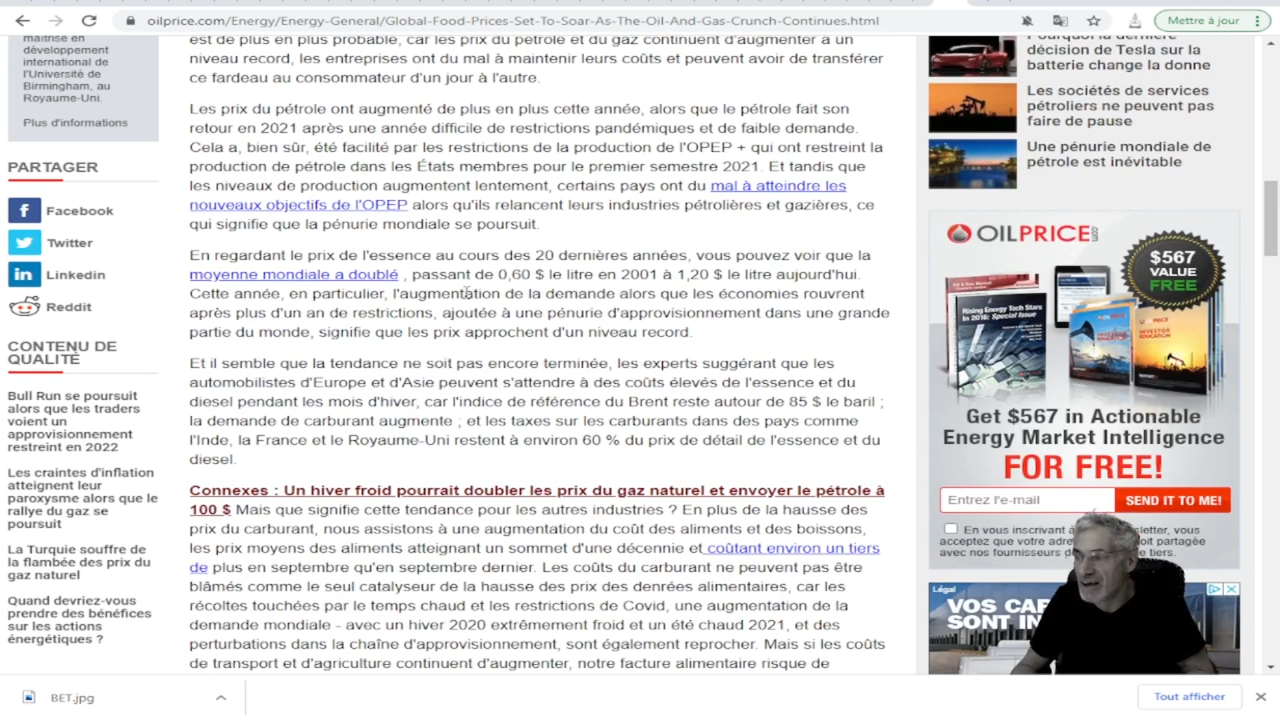 oilprice.com/Energy/Energy-General/Global-Food-Prices-Set-To-Soar-As-The-Oil-And-Gas-Crunch-Continues.html
Mettre à jour
maîtrise en
développement
international de
l'Université de
Birmingham, au
Royaume-Uni.
Plus d'informations
PARTAGER
Facebook
Twitter
Linkedin
Reddit
CONTENU DE
QUALITÉ
Bull Run se poursuit
alors que les traders
voient un
approvisionnement
restreint en 2022
Les craintes d'inflation
atteignent leur
paroxysme alors que le
rallye du gaz se
poursuit
La Turquie souffre de
la flambée des prix du
gaz naturel
Quand devriez-vous
prendre des bénéfices
sur les actions
énergétiques ?
est de plus en plus probable, car les prix du pétrole et du gaz continuent d'augmenter à un
niveau record, les entreprises ont du mal à maintenir leurs coûts et peuvent avoir de transférer
ce fardeau au consommateur d'un jour à l'autre.
Les prix du pétrole ont augmenté de plus en plus cette année, alors que le pétrole fait son
retour en 2021 après une année difficile de restrictions pandémiques et de faible demande.
Cela a, bien sûr, été facilité par les restrictions de la production de l'OPEP + qui ont restreint la
production de pétrole dans les États membres pour le premier semestre 2021. Et tandis que
les niveaux de production augmentent lentement, certains pays ont du mal à atteindre les
nouveaux objectifs de l'OPEP alors qu'ils relancent leurs industries pétrolières et gazières, ce
qui signifie que la pénurie mondiale se poursuit.
En regardant le prix de l'essence au cours des 20 dernières années, vous pouvez voir que la
moyenne mondiale a doublé , passant de 0,60 $ le litre en 2001 à 1,20 $ le litre aujourd'hui.
Cette année, en particulier, l'augmentation de la demande alors que les économies rouvrent
après plus d'un an de restrictions, ajoutée à une pénurie d'approvisionnement dans une grande
partie du monde, signifie que les prix approchent d'un niveau record.
Et il semble que la tendance ne soit pas encore terminée, les experts suggérant que les
automobilistes d'Europe et d'Asie peuvent s'attendre à des coûts élevés de l'essence et du
diesel pendant les mois d'hiver, car l'indice de référence du Brent reste autour de 85 $ le baril ;
la demande de carburant augmente ; et les taxes sur les carburants dans des pays comme
l'Inde, la France et le Royaume-Uni restent à environ 60 % du prix de détail de l'essence et du
diesel.
Connexes : Un hiver froid pourrait doubler les prix du gaz naturel et envoyer le pétrole à
100 $ Mais que signifie cette tendance pour les autres industries ? En plus de la hausse des
prix du carburant, nous assistons à une augmentation du coût des aliments et des boissons,
les prix moyens des aliments atteignant un sommet d'une décennie et coûtant environ un tiers
de plus en septembre qu'en septembre dernier. Les coûts du carburant ne peuvent pas être
blâmés comme le seul catalyseur de la hausse des prix des denrées alimentaires, car les
récoltes touchées par le temps chaud et les restrictions de Covid, une augmentation de la
demande mondiale - avec un hiver 2020 extrêmement froid et un été chaud 2021, et des
perturbations dans la chaîne d'approvisionnement, sont également reprocher. Mais si les coûts
de transport et d'agriculture continuent d'augmenter, notre facture alimentaire risque de
Pourquoi la dernière
décision de Tesla sur la
batterie change la donne
Les sociétés de services
pétroliers ne peuvent pas
faire de pause
Une pénurie mondiale de
pétrole est inévitable
OILPRICE
$567
VALUE
FREE
Rising Energy Tech Stars
In 2016: Special Issue
INVESTOR
EDUCATION
Get $567 in Actionable
Energy Market Intelligence
FOR FREE!
Entrez l'e-mail
SEND IT TO ME!
En vous inscrivant à sletter, vous
acceptez que votre adre soit partagée
avec nos fournisseurs d de tiers.
Légal
VOS CA
SONT IN
BET.jpg
Tout afficher